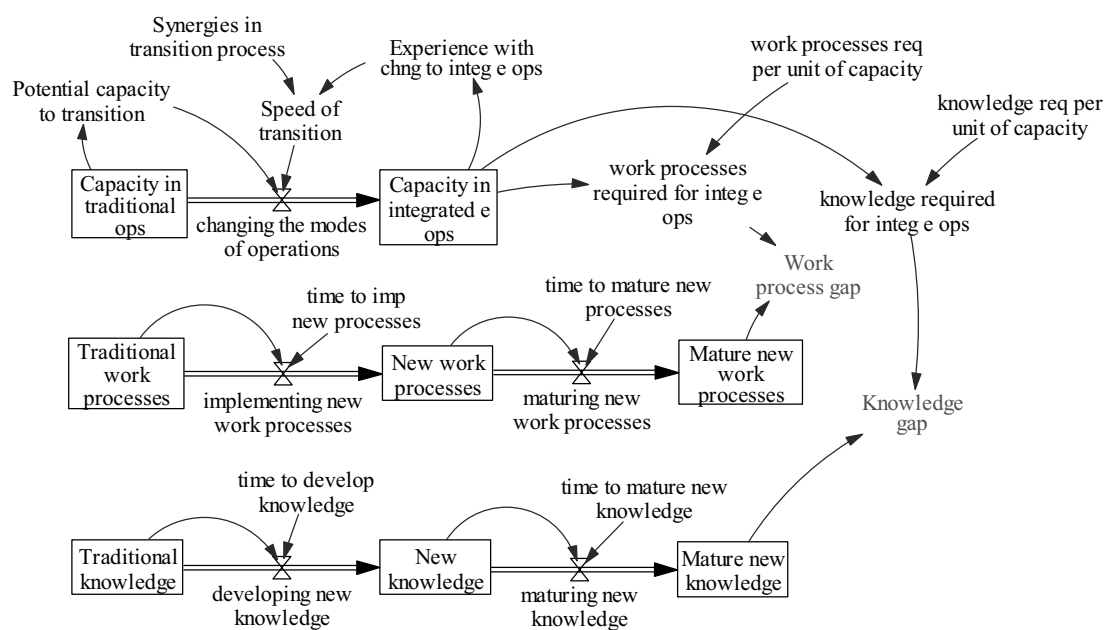 Synergies in
transition process
Experience with
chng to integ e ops
work processes req
per unit of capacity
Potential capacity
to transition
Speed of
transition
knowledge req per
unit of capacity
Capacity in
traditional
ops
changing the modes
of operations
Capacity in
integrated e
ops
work processes
required for integ e
ops
knowledge required
for integ e ops
Work
process gap
time to imp
new processes
time to mature new
processes
Traditional
work
processes
implementing new
work processes
New work
processes
maturing new
work processes
Mature new
work
processes
Knowledge
gap
time to develop
knowledge
time to mature new
knowledge
Traditional
knowledge
developing new
knowledge
New
knowledge
maturing new
knowledge
Mature new
knowledge